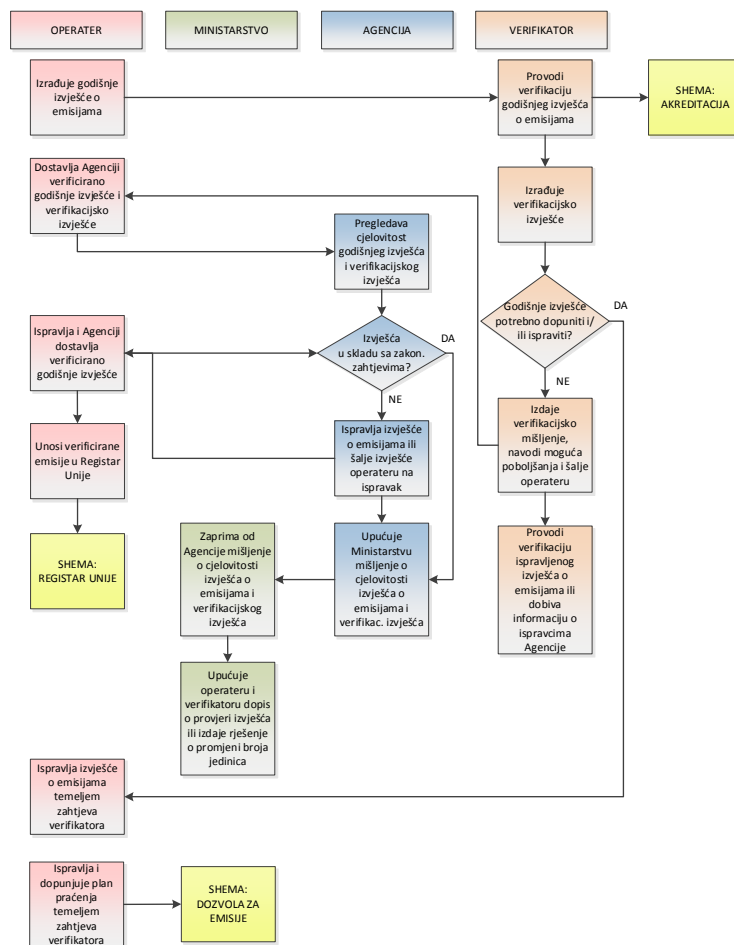 OPERATER
MINISTARSTVO
AGENCIJA
VERIFIKATOR
Izrađuje godišnje
izvješće o
emisijama
Provodi
verifikaciju
godišnjeg izvješća
o emisijama
SHEMA:
AKREDITACIJA
Dostavlja Agenciji
verificirano
godišnje izvješće i
verifikacijsko
izvješće
Izrađuje
verifikacijsko
izvješće
Pregledava
cjelovitost
godišnjeg izvješća
i verifikacijskog
izvješća
Godišnje izvješće
potrebno dopuniti i/
ili ispraviti?
DA
NE
Ispravlja i Agenciji
dostavlja
verificirano
godišnje izvješće
Izvješća
u skladu sa zakon.
zahtjevima?
DA
NE
Unosi verificirane
emisije u Registar
Unije
Ispravlja izvješće
o emisijama ili
šalje izvješće
operateru na
ispravak
Izdaje
verifikacijsko
mišljenje,
navodi moguća
poboljšanja i šalje
operateru
SHEMA:
REGISTAR UNIJE
Zaprima od
Agencije mišljenje
o cjelovitosti
izvješća o
emisijama i
verifikacijskog
izvješća
Upućuje
Ministarstvu
mišljenje o
cjelovitosti
izvješća o
emisijama i
verifikac. izvješća
Provodi
verifikaciju
ispravljenog
izvješća o
emisijama ili
dobiva
informaciju o
ispravcima
Agencije
Upućuje
operateru i
verifikatoru dopis
o provjeri izvješća
ili izdaje rješenje
o promjeni broja
jedinica
Ispravlja izvješće
o emisijama
temeljem
zahtjeva
verifikatora
Ispravlja i
dopunjuje plan
praćenja
temeljem
zahtjeva
verifikatora
SHEMA:
DOZVOLA ZA
EMISIJE